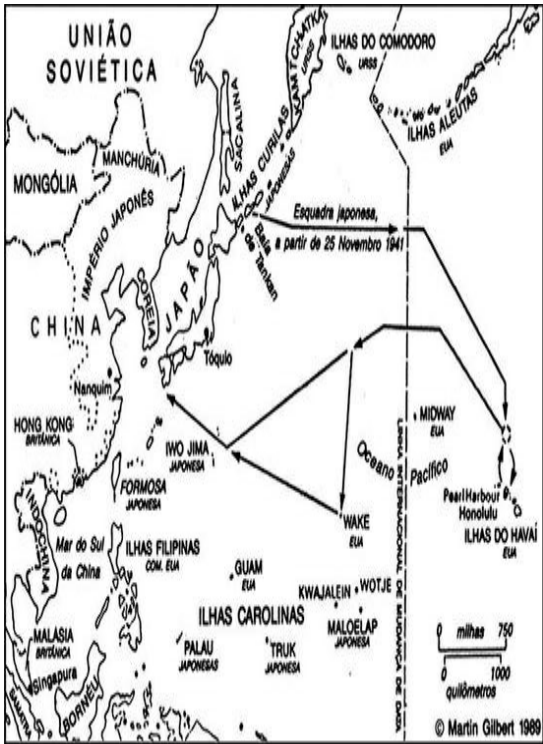 UNIÃO
SOVIÉTICA
ILHAS DO COMODORO
URSS
KAMTCHATKA
URSS
ILHAS ALEUTAS
EUA
SACALINA
ILHAS CURILAS
JAPONESAS
MANCHÚRIA
MONGÓLIA
IMPÉRIO JAPONÊS
Esquadra japonesa,
a partir de 25 Novembro 1941
Baía
de Tankan
JAPÃO
COREIA
CHINA
Tóquio
Nanquim
MIDWAY
EUA
HONG KONG
BRITÂNICA
IWO JIMA
JAPONESA
Oceano
Pacífico
LINHA INTERNACIONAL DE MUDANÇA DE DATA
Pearl Harbour
Honolulu
ILHAS DO HAVAÍ
EUA
FORMOSA
JAPONESA
WAKE
EUA
INDOCHINA
Mar do Sul
da China
ILHAS FILIPINAS
COM. EUA
GUAM
EUA
KWAJALEIN
WOTJE
ILHAS CAROLINAS
MALOELAP
JAPONESA
MALÁSIA
BRITÂNICA
PALAU
JAPONESAS
TRUK
JAPONESA
0 milhas 750
0 1000
quilômetros
Singapura
BORNÉU
SAMATRA
© Martin Gilbert 1989